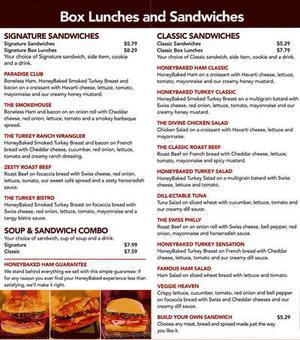 Box Lunches and Sandwiches
SIGNATURE SANDWICHES
Signature Sandwiches $5.79
Signature Box Lunches $8.29
Your choice of Signature sandwich, side item, cookie
and a drink.
PARADISE CLUB
Boneless Ham, HoneyBaked Smoked Turkey Breast and
bacon on a croissant with Havarti cheese, lettuce, tomato,
mayonnaise and our creamy honey mustard.
THE SMOKEHOUSE
Boneless Ham and bacon on an onion roll with Cheddar
cheese, red onion, lettuce, tomato and a smokey barbeque
spread.
THE TURKEY RANCH WRANGLER
HoneyBaked Smoked Turkey Breast and bacon on French
bread with Cheddar cheese, cucumber, red onion, lettuce,
tomato and creamy ranch dressing.
ZESTY ROAST BEEF
Roast Beef on focaccia bread with Swiss cheese, red onion,
lettuce, tomato, our sweet café spread and a zesty horseradish
sauce.
THE TURKEY BISTRO
HoneyBaked Smoked Turkey Breast on focaccia bread with
Swiss cheese, red onion, lettuce, tomato, mayonnaise and a
tangy bistro sauce.
SOUP & SANDWICH COMBO
Your choice of sandwich, cup of soup and a drink.
Signature $7.99
Classic $7.59
HONEYBAKED HAM GUARANTEE
We stand behind everything we sell with this simple guarantee: If
for any reason you ever find your HoneyBaked experience less than
satisfying, we'll make it right.
CLASSIC SANDWICHES
Classic Sandwiches $5.29
Classic Box Lunches $7.79
Your choice of Classic sandwich, side item, cookie and a drink.
HONEYBAKED HAM CLASSIC
HoneyBaked Ham on a croissant with Havarti cheese, lettuce,
tomato, mayonnaise and our creamy honey mustard.
HONEYBAKED TURKEY CLASSIC
HoneyBaked Smoked Turkey Breast on a multigrain batard with
Swiss cheese, red onion, lettuce, tomato, mayonnaise and our
creamy honey mustard.
THE DIVINE CHICKEN SALAD
Chicken Salad on a croissant with Havarti cheese, lettuce and
mayonnaise.
THE CLASSIC ROAST BEEF
Roast Beef on French bread with Cheddar cheese, lettuce,
tomato, mayonnaise and spicy mustard.
HONEYBAKED TURKEY SALAD
HoneyBaked Turkey Salad on a multigrain batard with Swiss
cheese, lettuce and tomato.
DELECTABLE TUNA
Tuna Salad on sliced wheat with cucumber, lettuce, tomato and
our creamy dill sauce.
THE SWISS PHILLY
Roast Beef on an onion roll with Swiss cheese, bell pepper, red
onion, mayonnaise and horseradish sauce.
HONEYBAKED TURKEY SENSATION
HoneyBaked Turkey Breast on French bread with Cheddar
cheese, lettuce, tomato, cucumber and our creamy dill
mayonnaise.
FAMOUS HAM SALAD
Ham Salad on sliced wheat bread with lettuce and tomato.
VEGGIE HEAVEN
Crispy lettuce, cucumber, tomato, red onion and bell pepper
on focaccia bread with Swiss and Cheddar cheeses and our
creamy dill sauce.
BUILD YOUR OWN SANDWICH $5.29
Choose any meat, bread and spread made just the way
you like it.